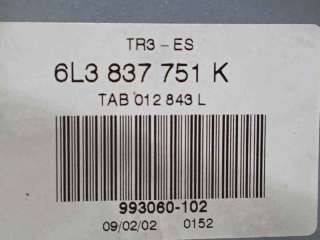 TR3-ES
6L3 837 751 K
TAB 012 843 L
993060-102
09/02/02 0152